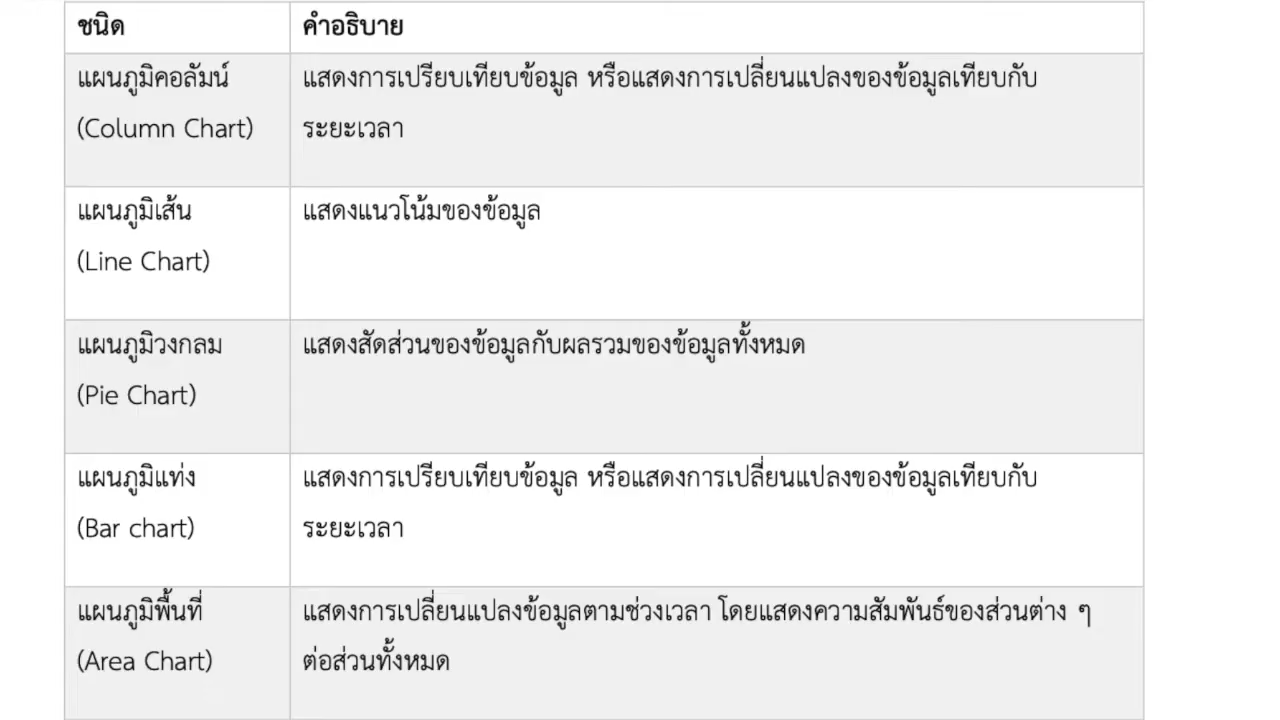 ชนิด
คำอธิบาย
แผนภูมิคอลัมน์
(Column Chart)
แสดงการเปรียบเทียบข้อมูล หรือแสดงการเปลี่ยนแปลงของข้อมูลเทียบกับ
ระยะเวลา
แผนภูมิเส้น
(Line Chart)
แสดงแนวโน้มของข้อมูล
แผนภูมิวงกลม
(Pie Chart)
แสดงสัดส่วนของข้อมูลกับผลรวมของข้อมูลทั้งหมด
แผนภูมิแท่ง
(Bar chart)
แสดงการเปรียบเทียบข้อมูล หรือแสดงการเปลี่ยนแปลงของข้อมูลเทียบกับ
ระยะเวลา
แผนภูมิพื้นที่
(Area Chart)
แสดงการเปลี่ยนแปลงข้อมูลตามช่วงเวลา โดยแสดงความสัมพันธ์ของส่วนต่าง ๆ
ต่อส่วนทั้งหมด